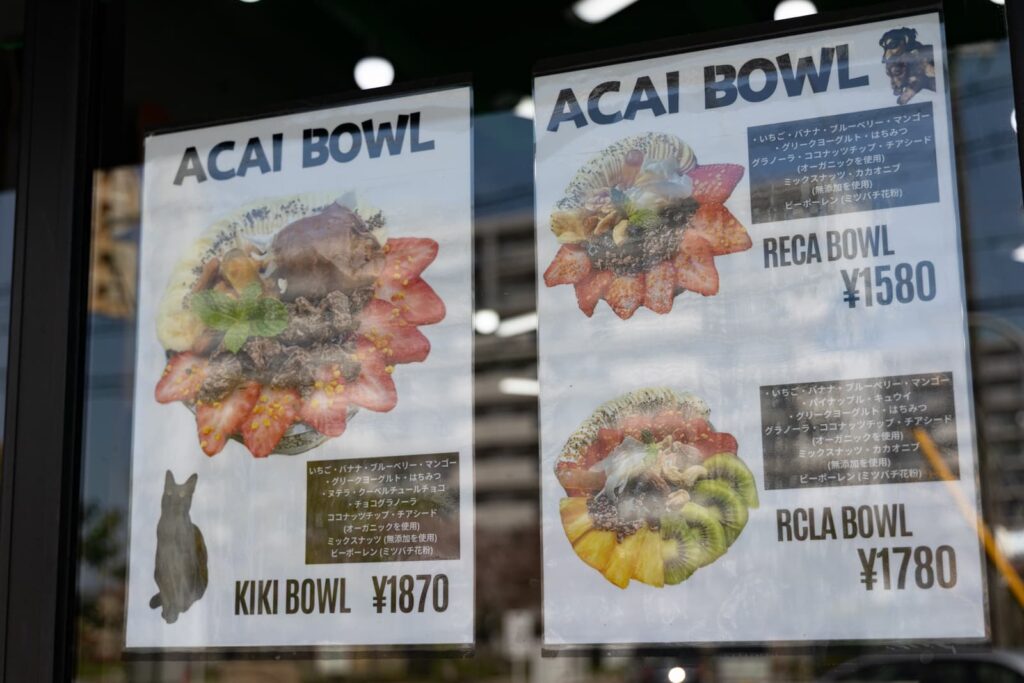 ACAI BOWL
いちご・バナナ・ブルーベリー・マンゴー
・グリークヨーグルト・はちみつ
・ヌテラ・クーベルチュールチョコ
・チョコグラノーラ
ココナッツチップ・チアシード
(オーガニックを使用)
ミックスナッツ (無添加を使用)
ビーポーレン (ミツバチ花粉)
KIKI BOWL ¥1870
ACAI BOWL
・いちご・バナナ・ブルーベリー・マンゴー
・グリークヨーグルト・はちみつ
グラノーラ・ココナッツチップ・チアシード
(オーガニックを使用)
ミックスナッツ・カカオニブ
(無添加を使用)
ビーポーレン (ミツバチ花粉)
RECA BOWL
¥1580
・いちご・バナナ・ブルーベリー・マンゴー
・パイナップル・キュウイ
・グリークヨーグルト・はちみつ
グラノーラ・ココナッツチップ・チアシード
(オーガニックを使用)
ミックスナッツ・カカオニブ
(無添加を使用)
ビーポーレン (ミツバチ花粉)
RCLA BOWL
¥1780